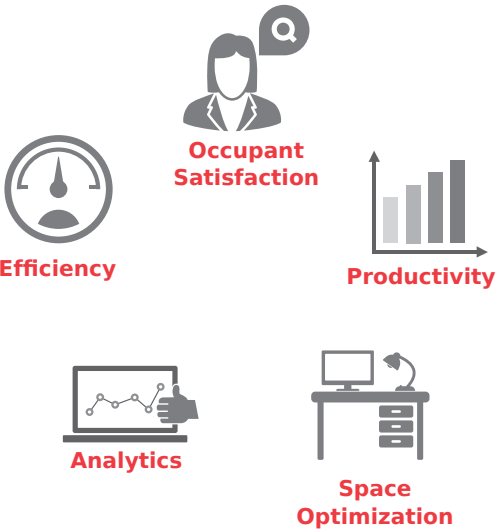 Occupant
Satisfaction
Efficiency
Productivity
Analytics
Space
Optimization